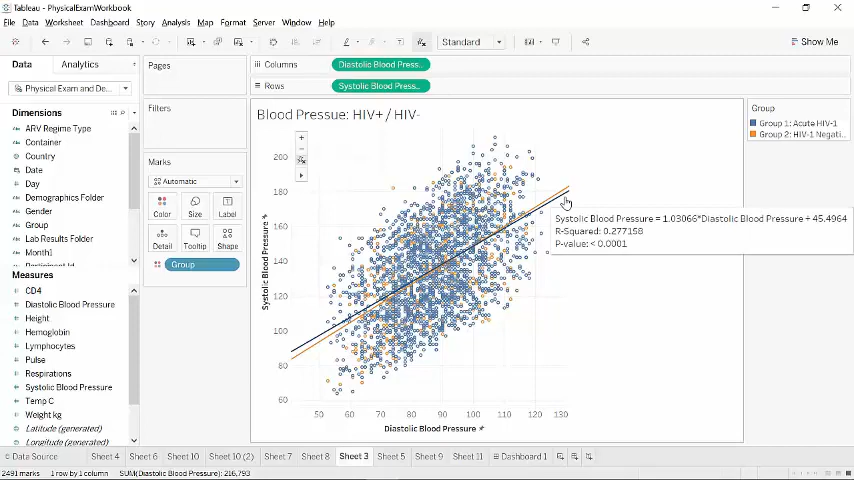 Tableau - PhysicalExamWorkbook
File Data Worksheet Dashboard Story Analysis Map Format Server Window Help
Standard
Show Me
Data Analytics
Physical Exam and De...
Dimensions
ARV Regime Type
Container
Country
Date
Day
Demographics Folder
Gender
Group
Lab Results Folder
Month1
Participant Id
Measures
CD4
Diastolic Blood Pressure
Height
Hemoglobin
Lymphocytes
Pulse
Respirations
Systolic Blood Pressure
Temp C
Weight kg
Latitude (generated)
Longitude (generated)
Pages
Filters
Marks
Automatic
Color Size Label
Detail Tooltip Shape
Group
Columns Diastolic Blood Press..
Rows Systolic Blood Press..
Blood Pressue: HIV+ / HIV-
200
180
160
140
120
100
80
60
Systolic Blood Pressure
50 60 70 80 90 100 110 120 130
Diastolic Blood Pressure
Systolic Blood Pressure = 1.03066*Diastolic Blood Pressure + 45.4964
R-Squared: 0.277158
P-value: < 0.0001
Group
Group 1: Acute HIV-1
Group 2: HIV-1 Negati..
Data Source Sheet 4 Sheet 6 Sheet 10 Sheet 10 (2) Sheet 7 Sheet 8 Sheet 3 Sheet 5 Sheet 9 Sheet 11 Dashboard 1
2491 marks 1 row by 1 column SUM(Diastolic Blood Pressure): 216,793